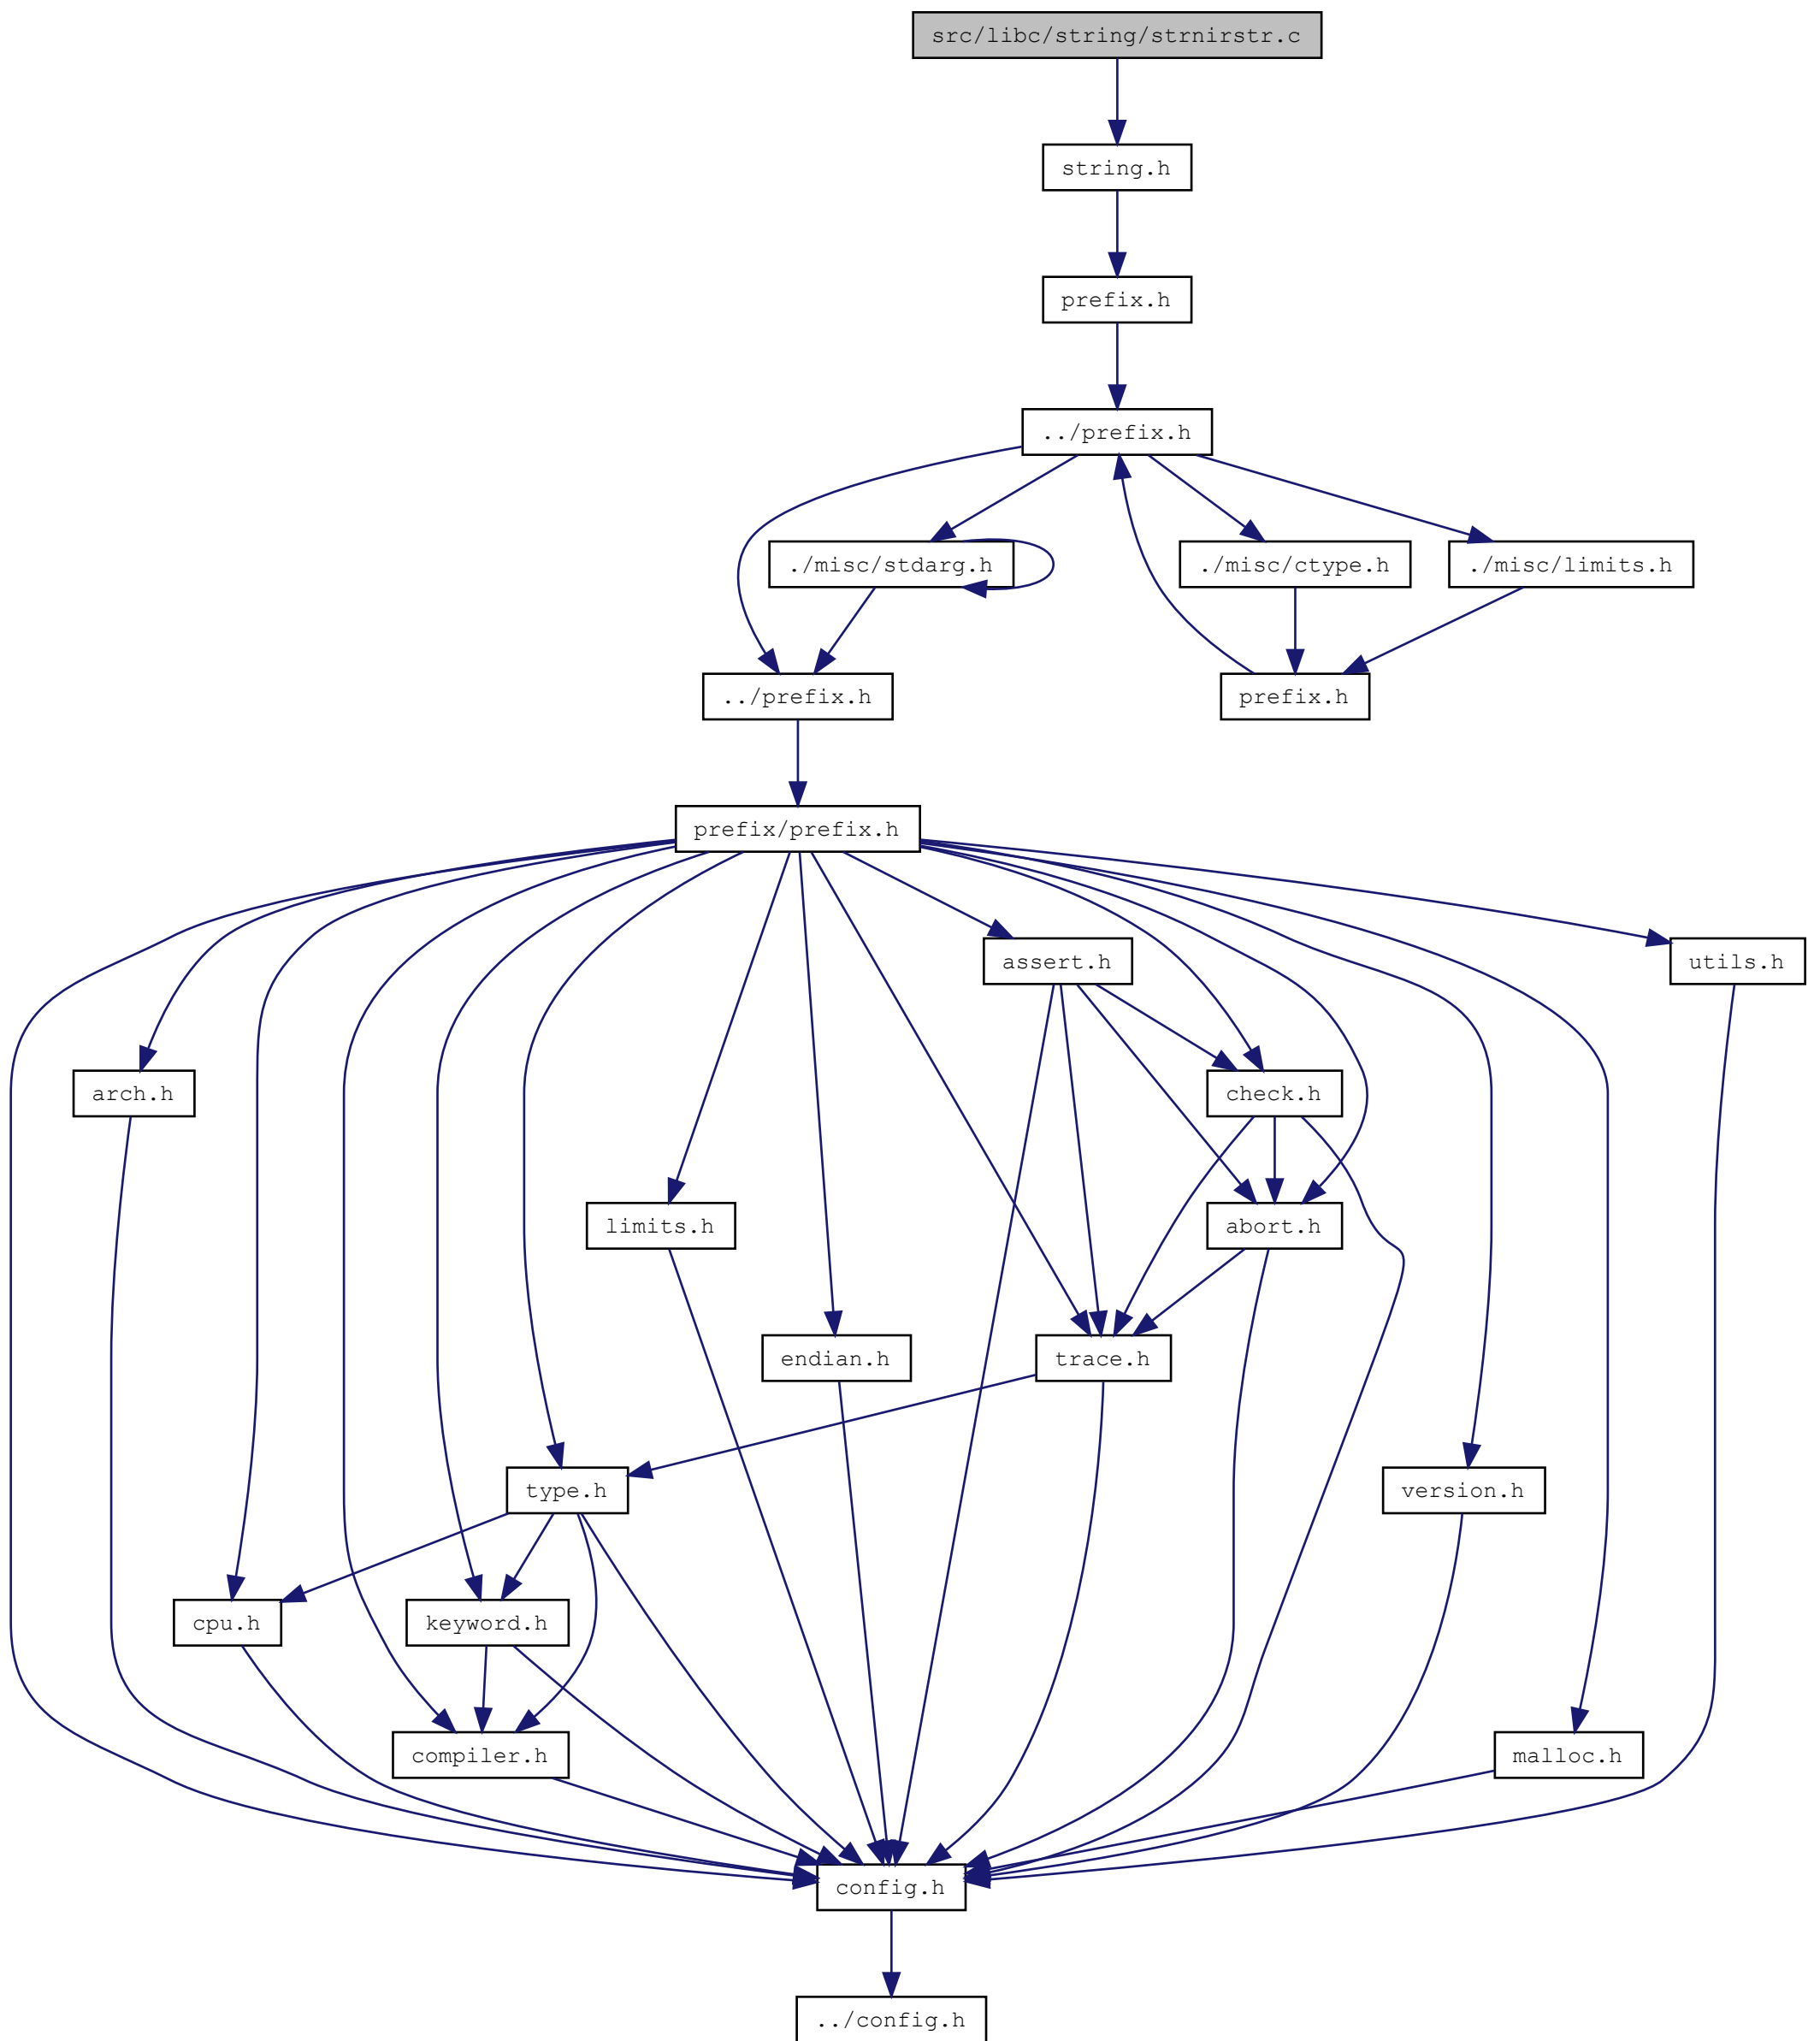 src/libc/string/strnirstr.c
string.h
prefix.h
../prefix.h
./misc/stdarg.h
./misc/ctype.h
./misc/limits.h
../prefix.h
prefix.h
prefix/prefix.h
assert.h
utils.h
arch.h
check.h
limits.h
abort.h
endian.h
trace.h
type.h
version.h
cpu.h
keyword.h
compiler.h
malloc.h
config.h
../config.h